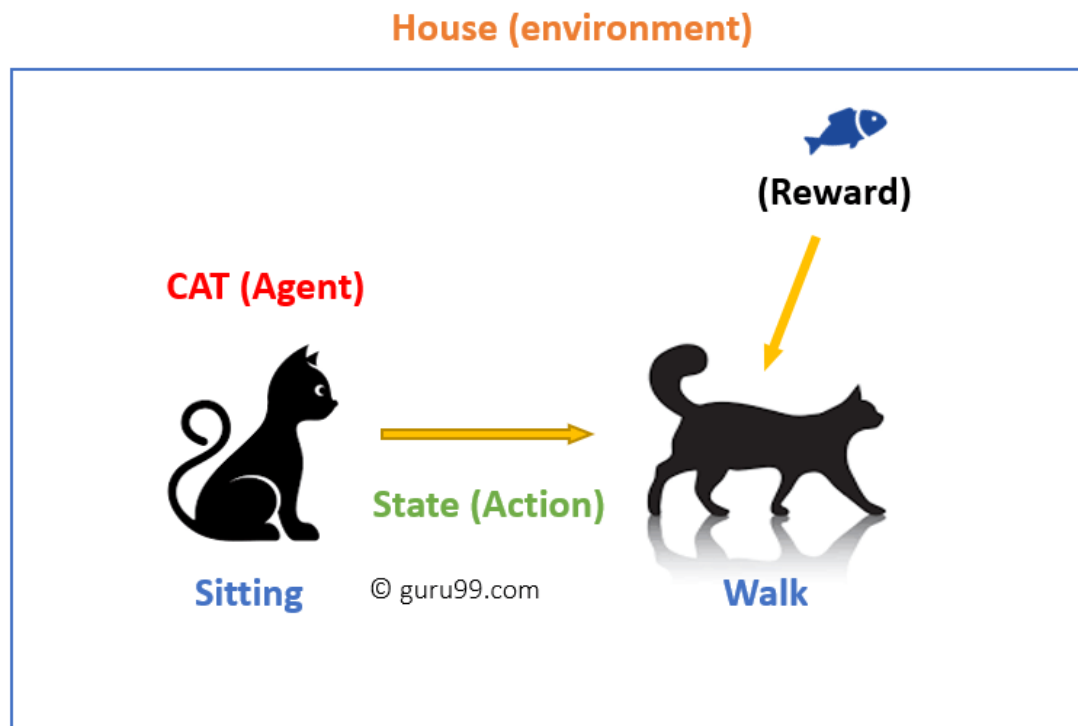 House (environment)
(Reward)
CAT (Agent)
State (Action)
Sitting
© guru99.com
Walk